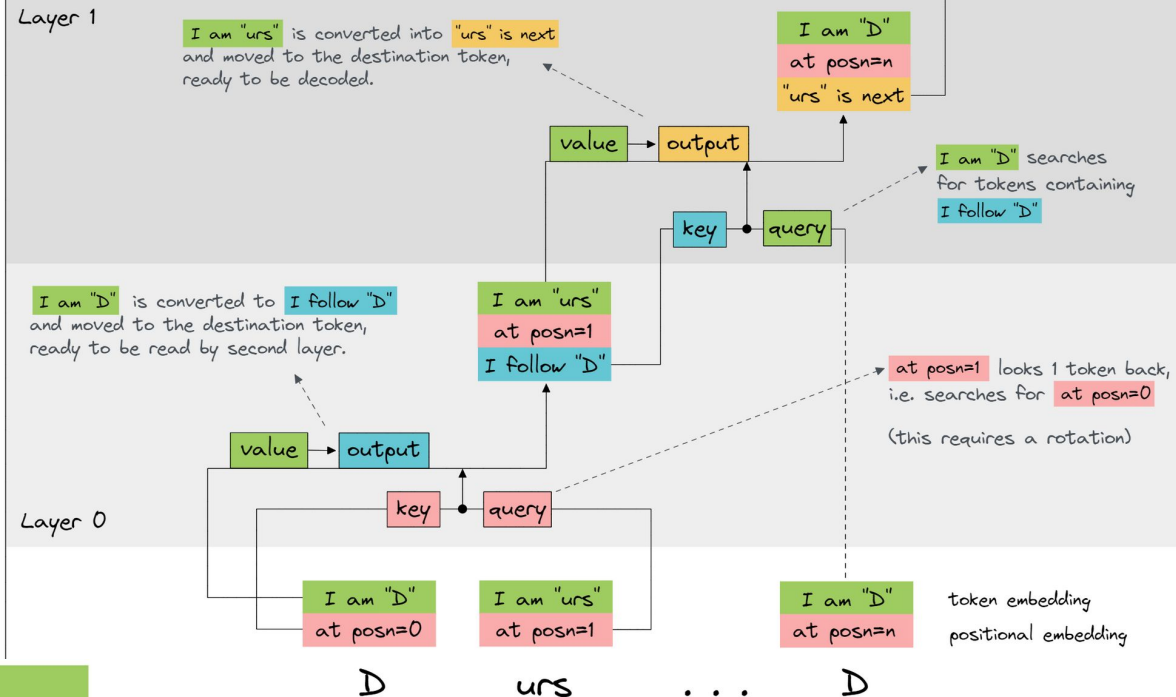 Layer 1
I am "urs" is converted into "urs" is next
and moved to the destination token,
ready to be decoded.
I am "D"
at posn=n
"urs" is next
value
output
I am "D" searches
for tokens containing
I follow "D"
key
query
I am "D" is converted to I follow "D"
and moved to the destination token,
ready to be read by second layer.
I am "urs"
at posn=1
I follow "D"
at posn=1 looks 1 token back,
i.e. searches for at posn=0
(this requires a rotation)
value
output
key
query
Layer 0
I am "D"
at posn=0
I am "urs"
at posn=1
I am "D"
at posn=n
token embedding
positional embedding
D urs ... D